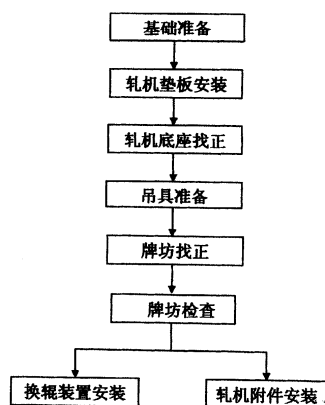 基础准备
轧机垫板安装
轧机底座找正
吊具准备
牌坊找正
牌坊检查
换辊装置安装
轧机附件安装